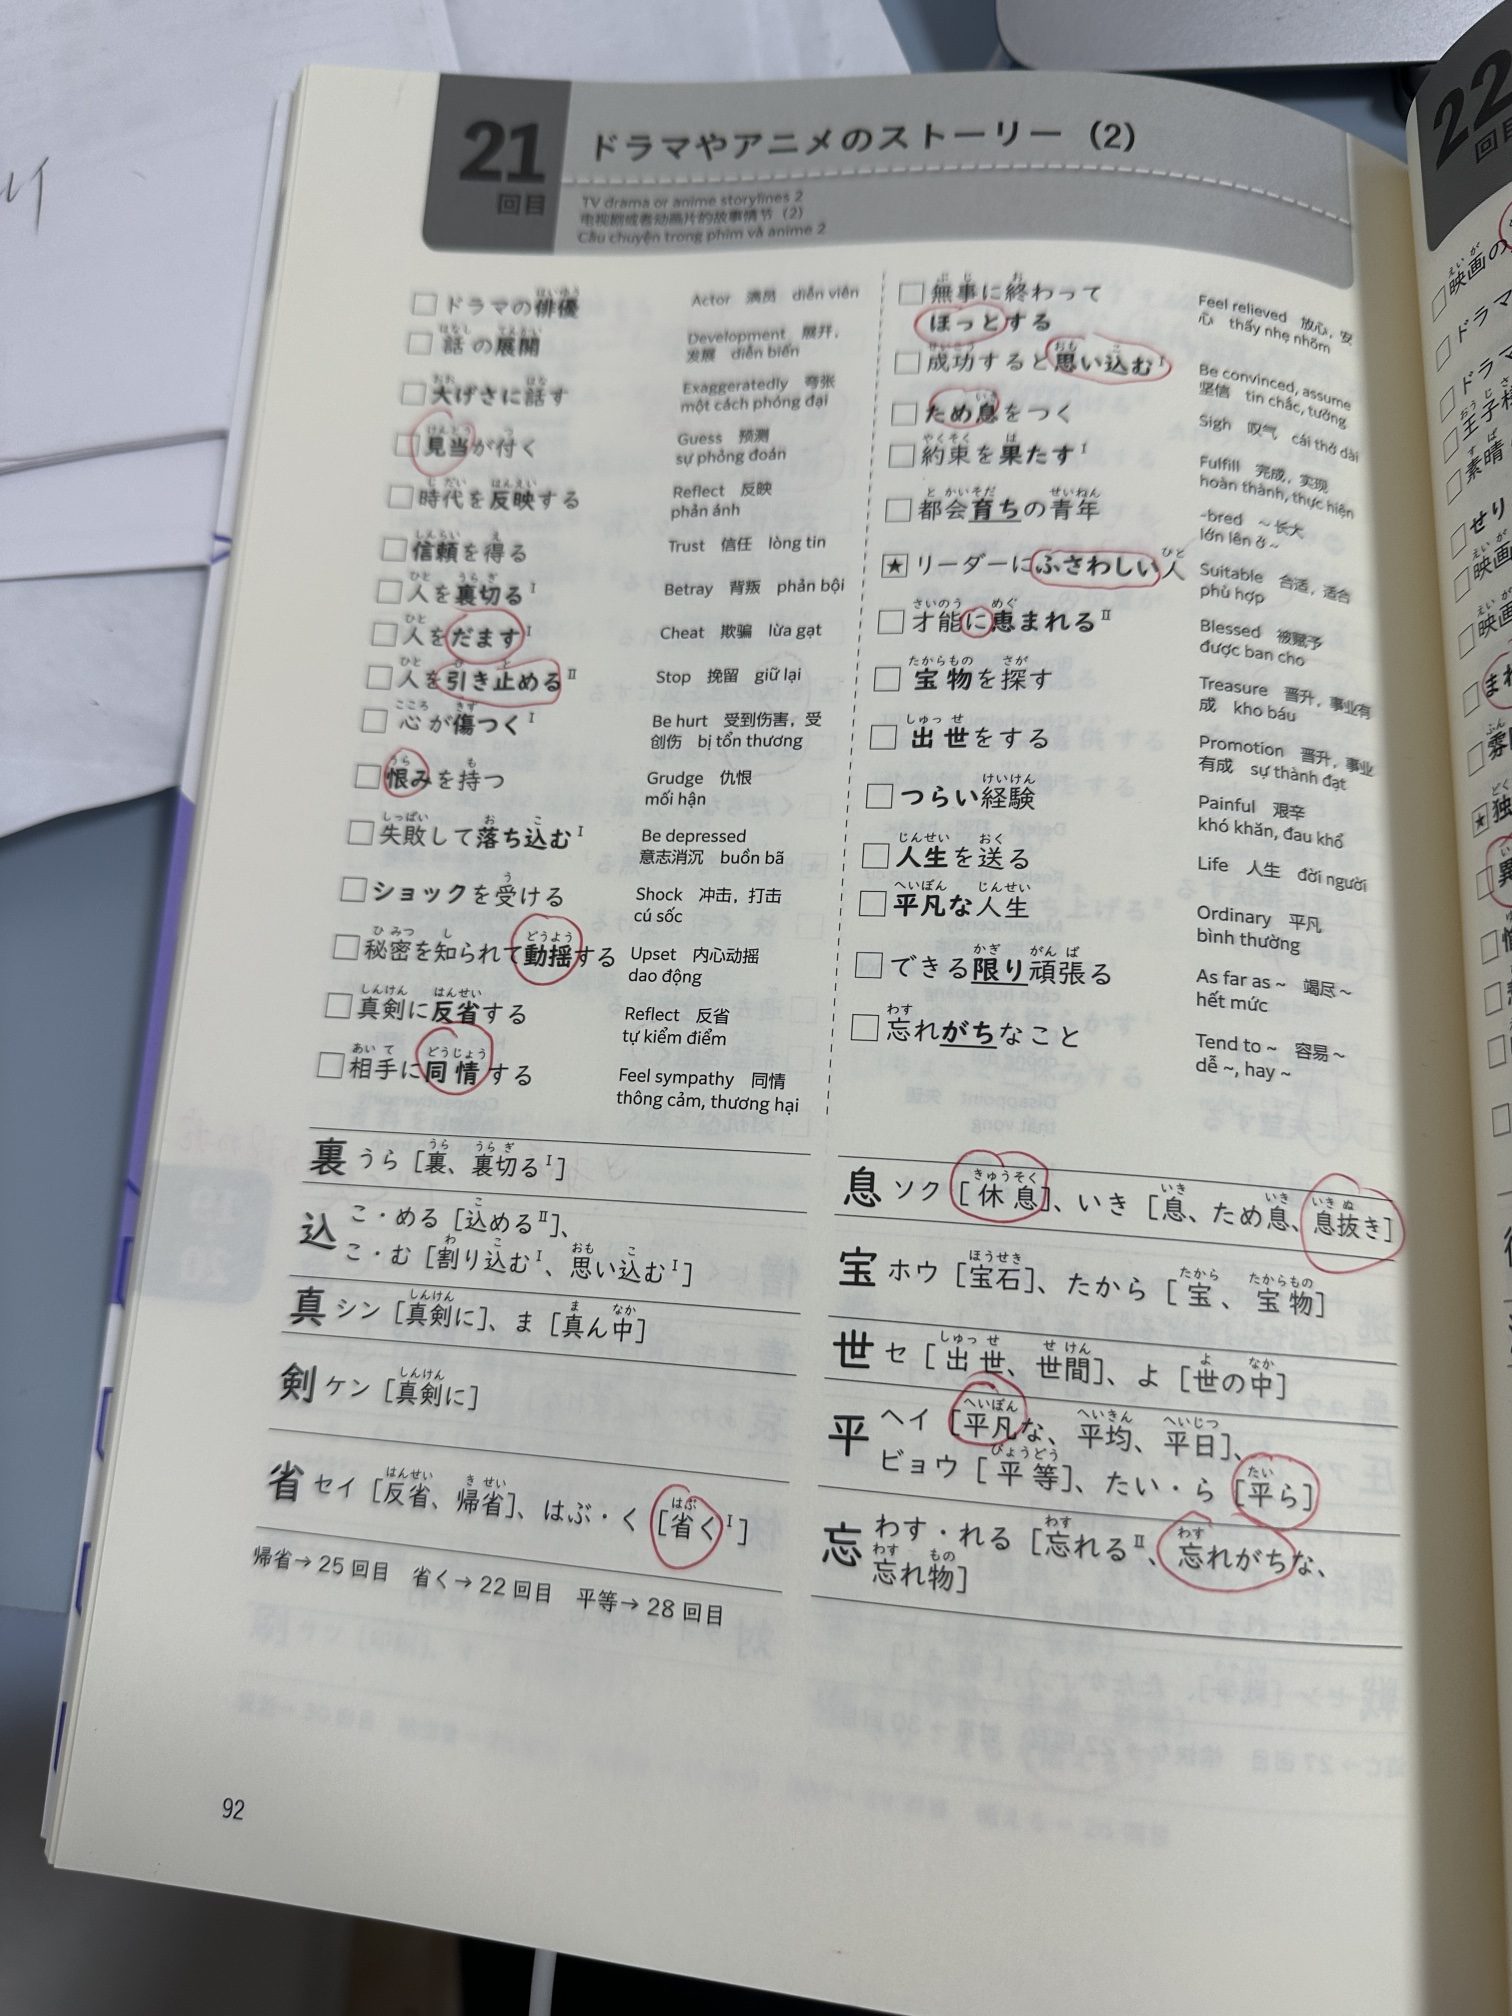 21
回目
ドラマやアニメのストーリー（2）
TV drama or anime storylines 2
电视剧或者动画片的故事情节（2）
Câu chuyện trong phim và anime 2
□ドラマの俳優 Actor 演员 diễn viên
□話の展開 Development 展开，发展 diễn biến
□大げさに話す Exaggeratedly 夸张 một cách phóng đại
□見当が付く Guess 预测 sự phỏng đoán
□時代を反映する Reflect 反映 phản ánh
□信頼を得る Trust 信任 lòng tin
□人を裏切るⅠ Betray 背叛 phản bội
□人をだますⅠ Cheat 欺骗 lừa gạt
□人を引き止めるⅡ Stop 挽留 giữ lại
□心が傷つくⅠ Be hurt 受到伤害，受创伤 bị tổn thương
□恨みを持つ Grudge 仇恨 mối hận
□失敗して落ち込むⅠ Be depressed 意志消沉 buồn bã
□ショックを受ける Shock 冲击，打击 cú sốc
□秘密を知られて動揺する Upset 内心动摇 dao động
□真剣に反省する Reflect 反省 tự kiểm điểm
□相手に同情する Feel sympathy 同情 thông cảm, thương hại
□無事に終わってほっとする Feel relieved 放心，安心 thấy nhẹ nhõm
□成功すると思い込むⅠ Be convinced, assume 坚信 tin chắc, tưởng
□ため息をつく Sigh 叹气 cái thở dài
□約束を果たすⅠ Fulfill 完成，实现 hoàn thành, thực hiện
□都会育ちの青年 -bred ～长大 lớn lên ở ~
★リーダーにふさわしい人 Suitable 合适，适合 phù hợp
□才能に恵まれるⅡ Blessed 被赋予 được ban cho
□宝物を探す Treasure 晋升，事业有成 kho báu
□出世をする Promotion 晋升，事业有成 sự thành đạt
□つらい経験 Painful 艰辛 khó khăn, đau khổ
□人生を送る Life 人生 đời người
□平凡な人生 Ordinary 平凡 bình thường
□できる限り頑張る As far as ~ 竭尽～ hết mức
□忘れがちなこと Tend to ~ 容易～ dễ ~, hay ~
裏 うら［裏、裏切るⅠ］
込 こ・める［込めるⅡ］、
こ・む［割り込むⅠ、思い込むⅠ］
真 シン［真剣に］、ま［真ん中］
剣 ケン［真剣に］
省 セイ［反省、帰省］、はぶ・く［省くⅠ］
帰省→25回目 省く→22回目 平等→28回目
息 ソク［休息］、いき［息、ため息、息抜き］
宝 ホウ［宝石］、たから［宝、宝物］
世 セ［出世、世間］、よ［世の中］
平 ヘイ［平凡な、平均、平日］、
ビョウ［平等］、たい・ら［平ら］
忘 わす・れる［忘れるⅡ、忘れがちな、
忘れ物］
92
22
回目